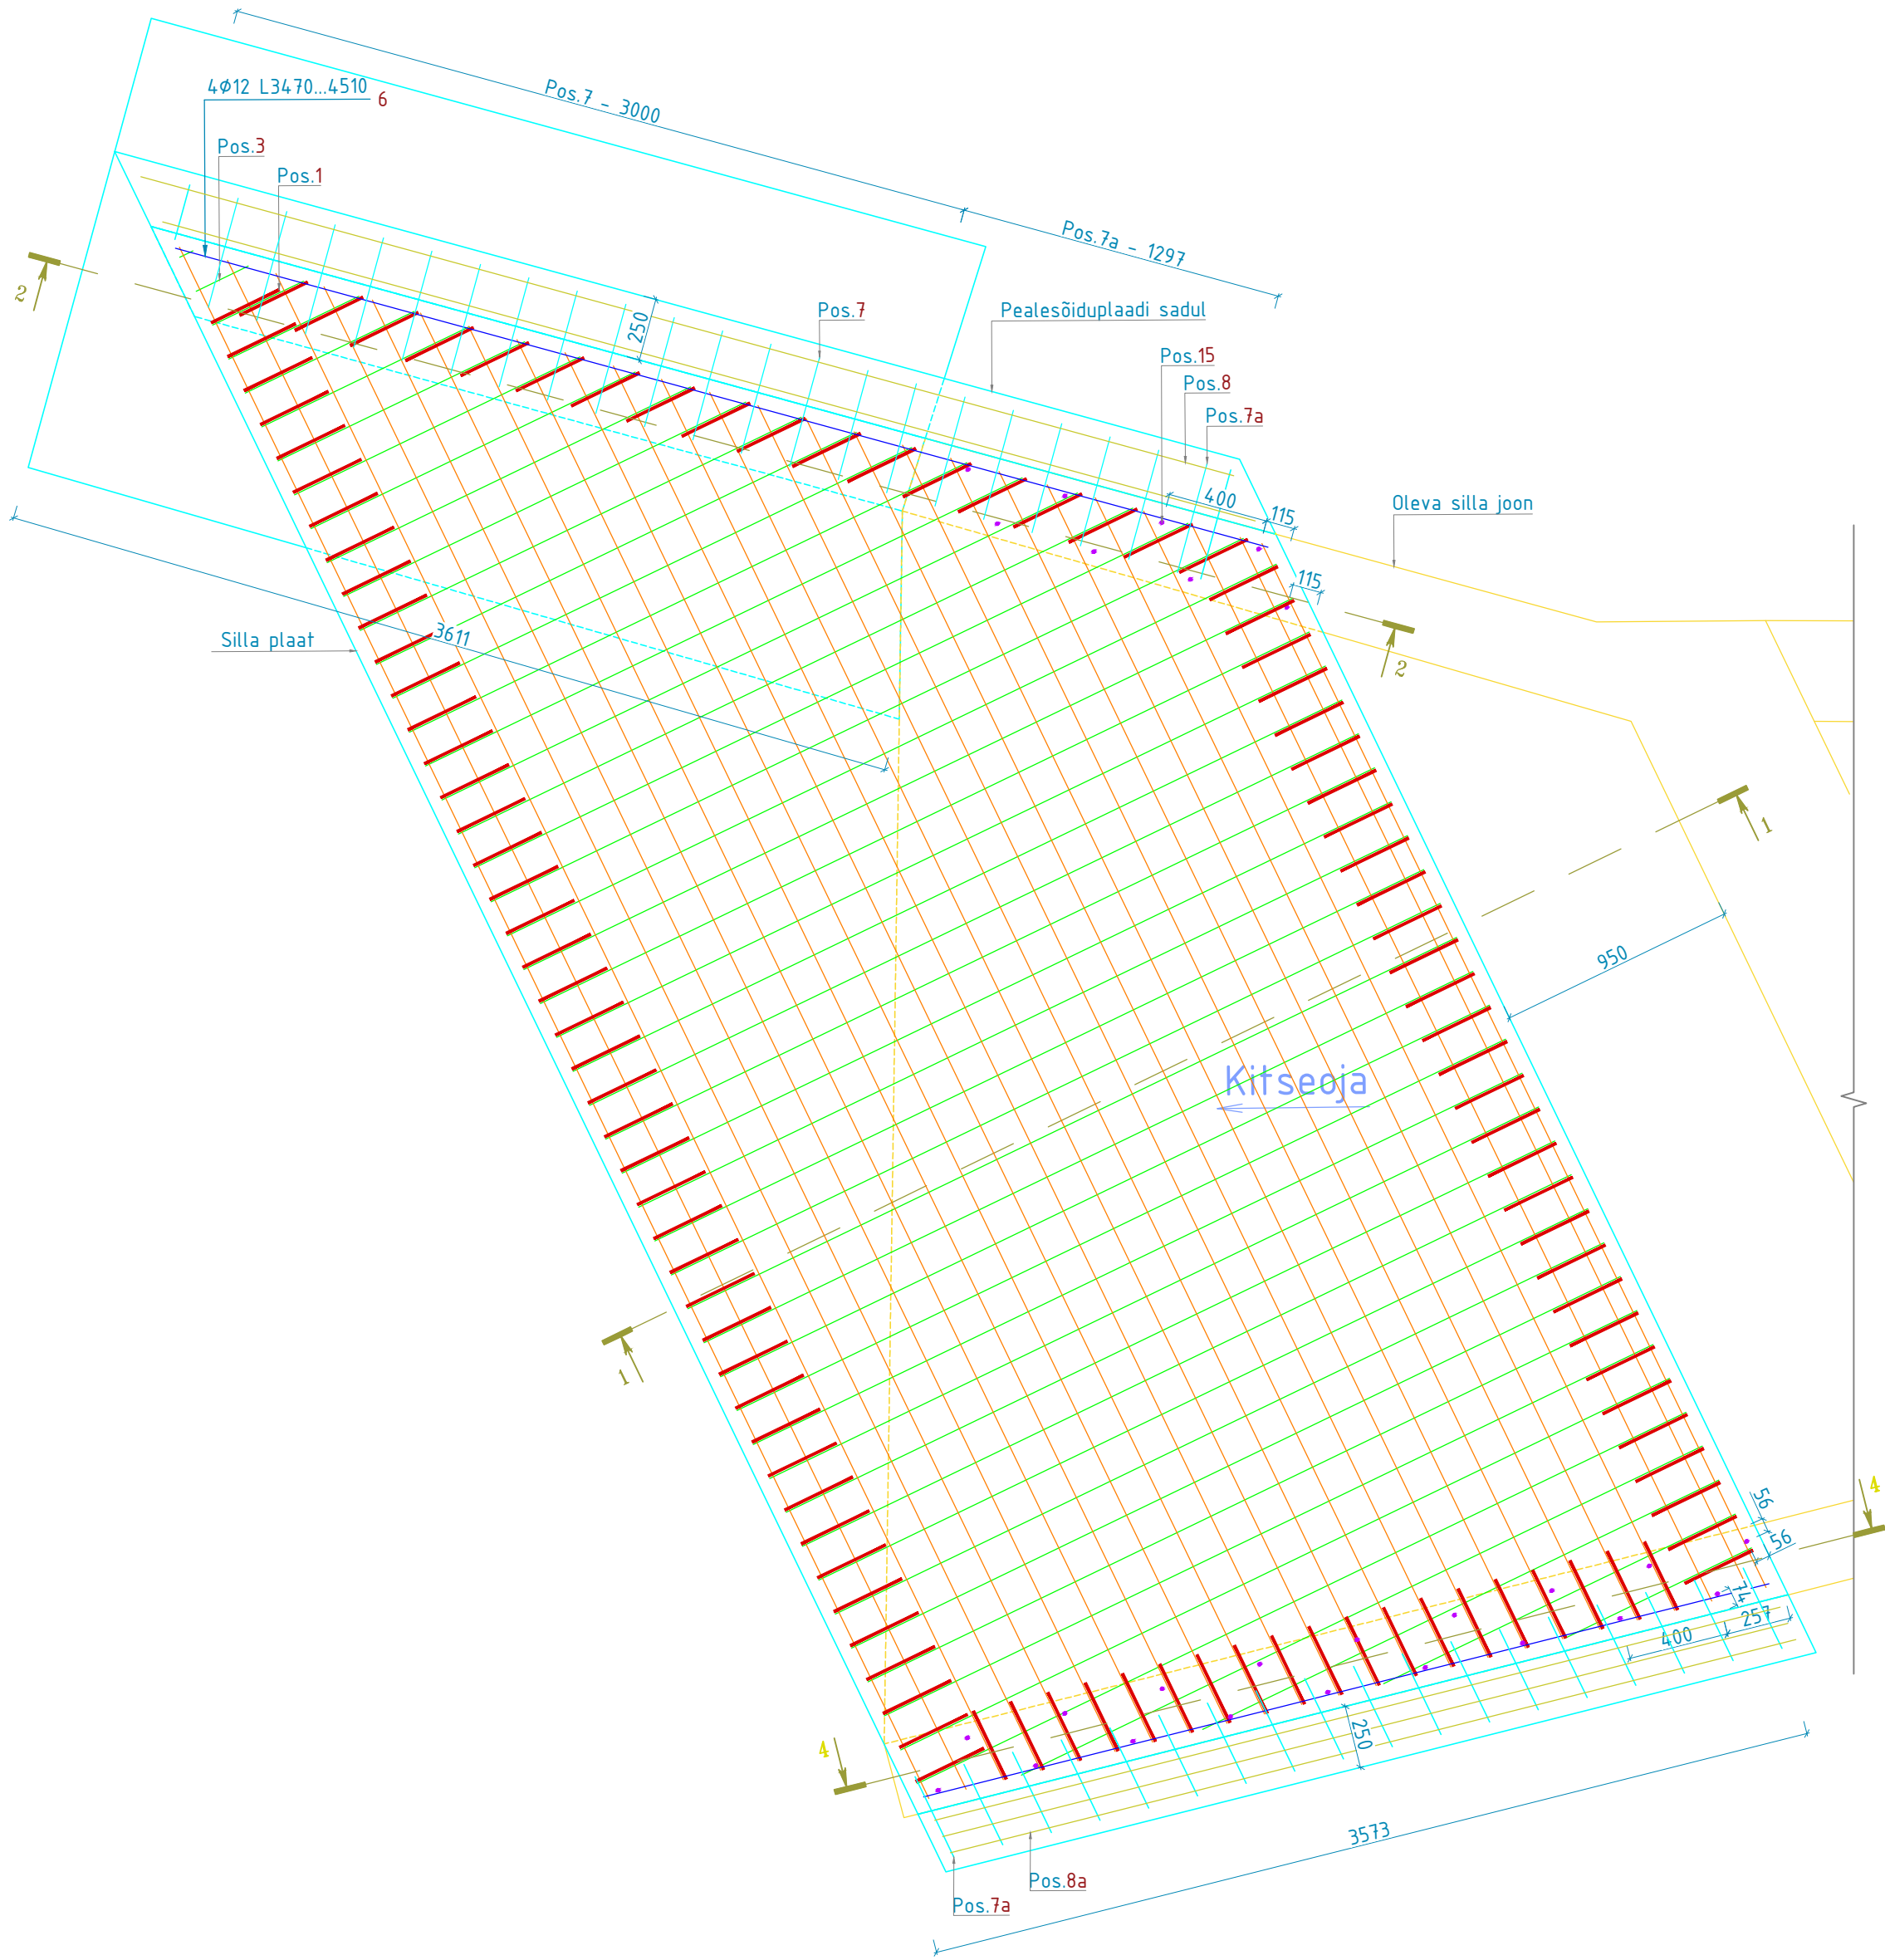 4Φ12 L3470...4510
6
Pos.7 - 3000
Pos.3
Pos.1
Pos.7a - 1297
2
250
Pos.7
Pealesõiduplaadi sadul
Pos.15
Pos.8
Pos.7a
400
115
Oleva silla joon
115
3611
Silla plaat
2
1
950
Kitseoja
1
56
4
56
74
257
400
4
250
3573
Pos.8a
Pos.7a